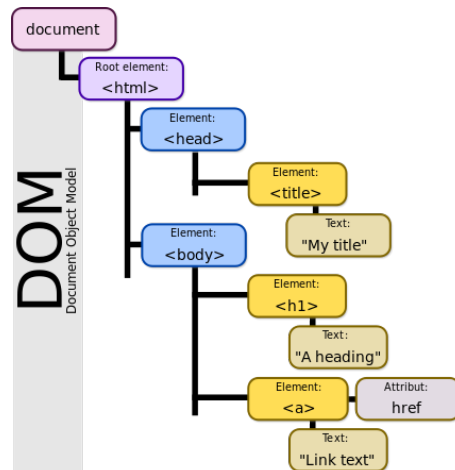 document
Root element:
<html>
Element:
<head>
Element:
<title>
Text:
"My title"
DOM
Document Object Model
Element:
<body>
Element:
<h1>
Text:
"A heading"
Element:
<a>
Attribut:
href
Text:
"Link text"